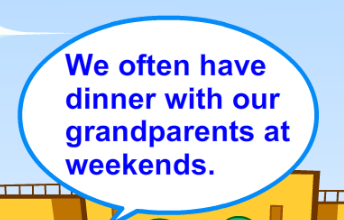 We often have
dinner with our
grandparents at
weekends.